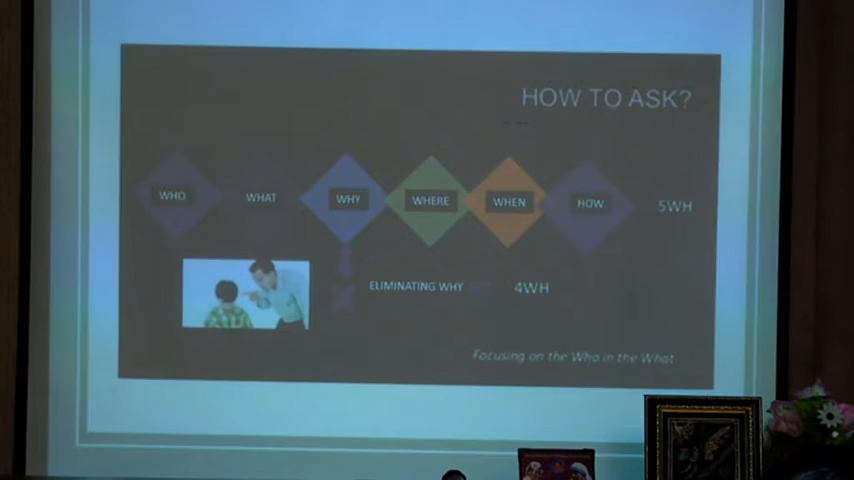 HOW TO ASK?
WHO WHAT WHY WHERE WHEN HOW 5WH
ELIMINATING WHY 4WH
Focusing on the Who in the What